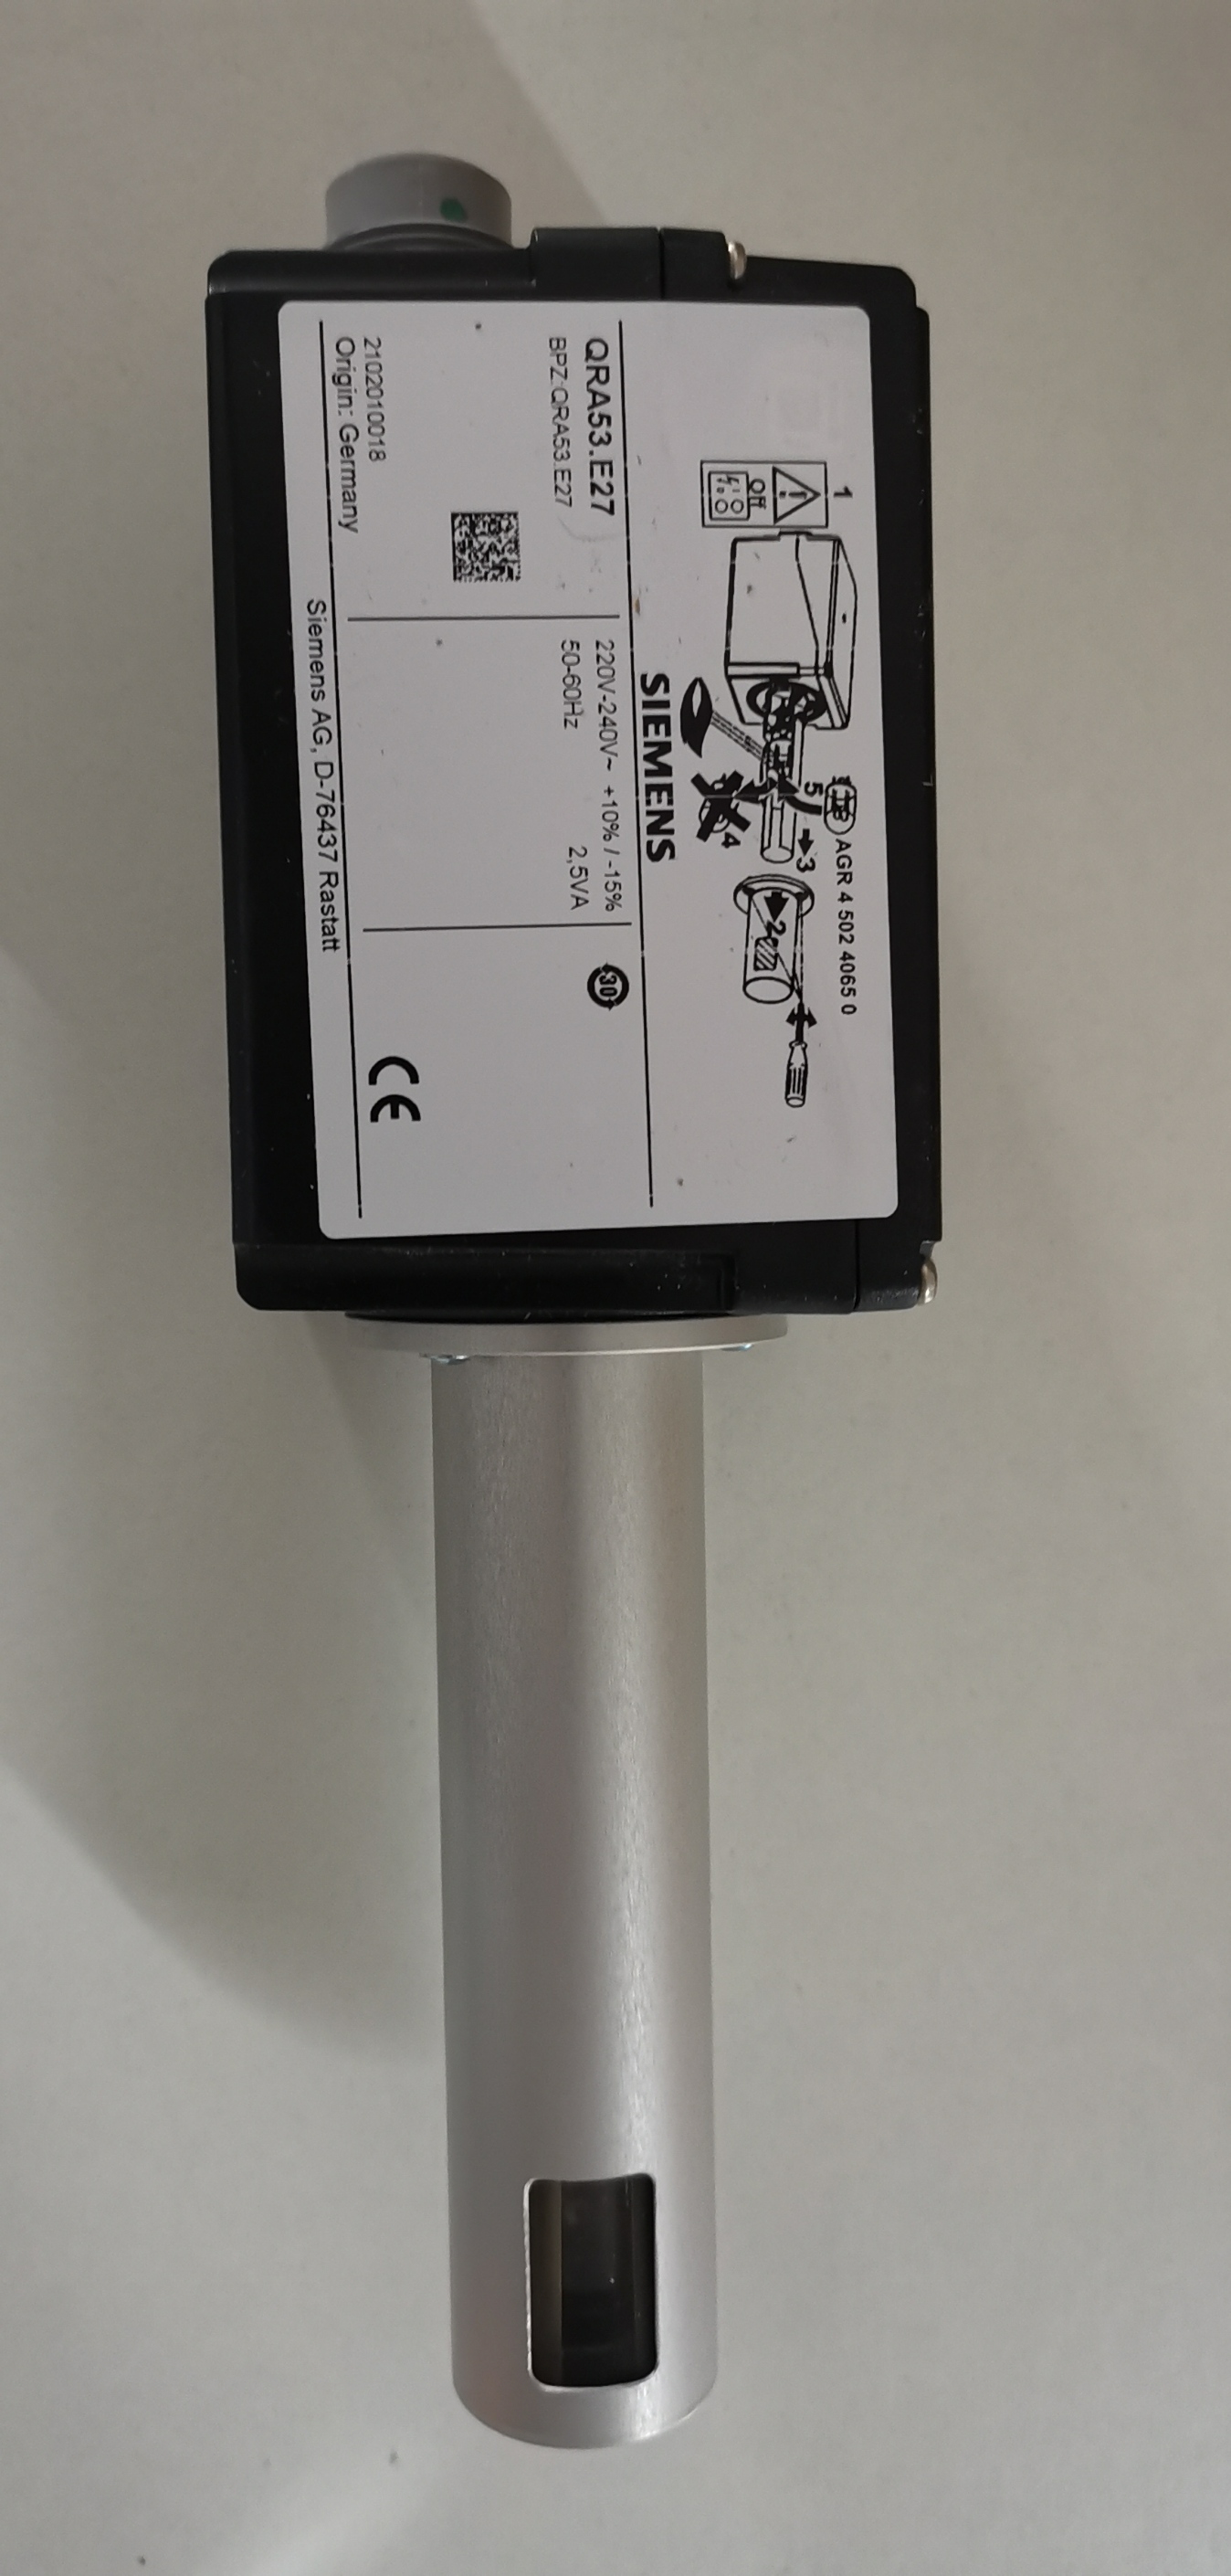 1
Off
AGR 4 502 4065 0
5
3
4
2
SIEMENS
QRA53.E27
BPZ:QRA53.E27
220V-240V~ +10% / -15%
50-60Hz 2,5VA
30
2102010018
Origin: Germany
CE
Siemens AG, D-76437 Rastatt